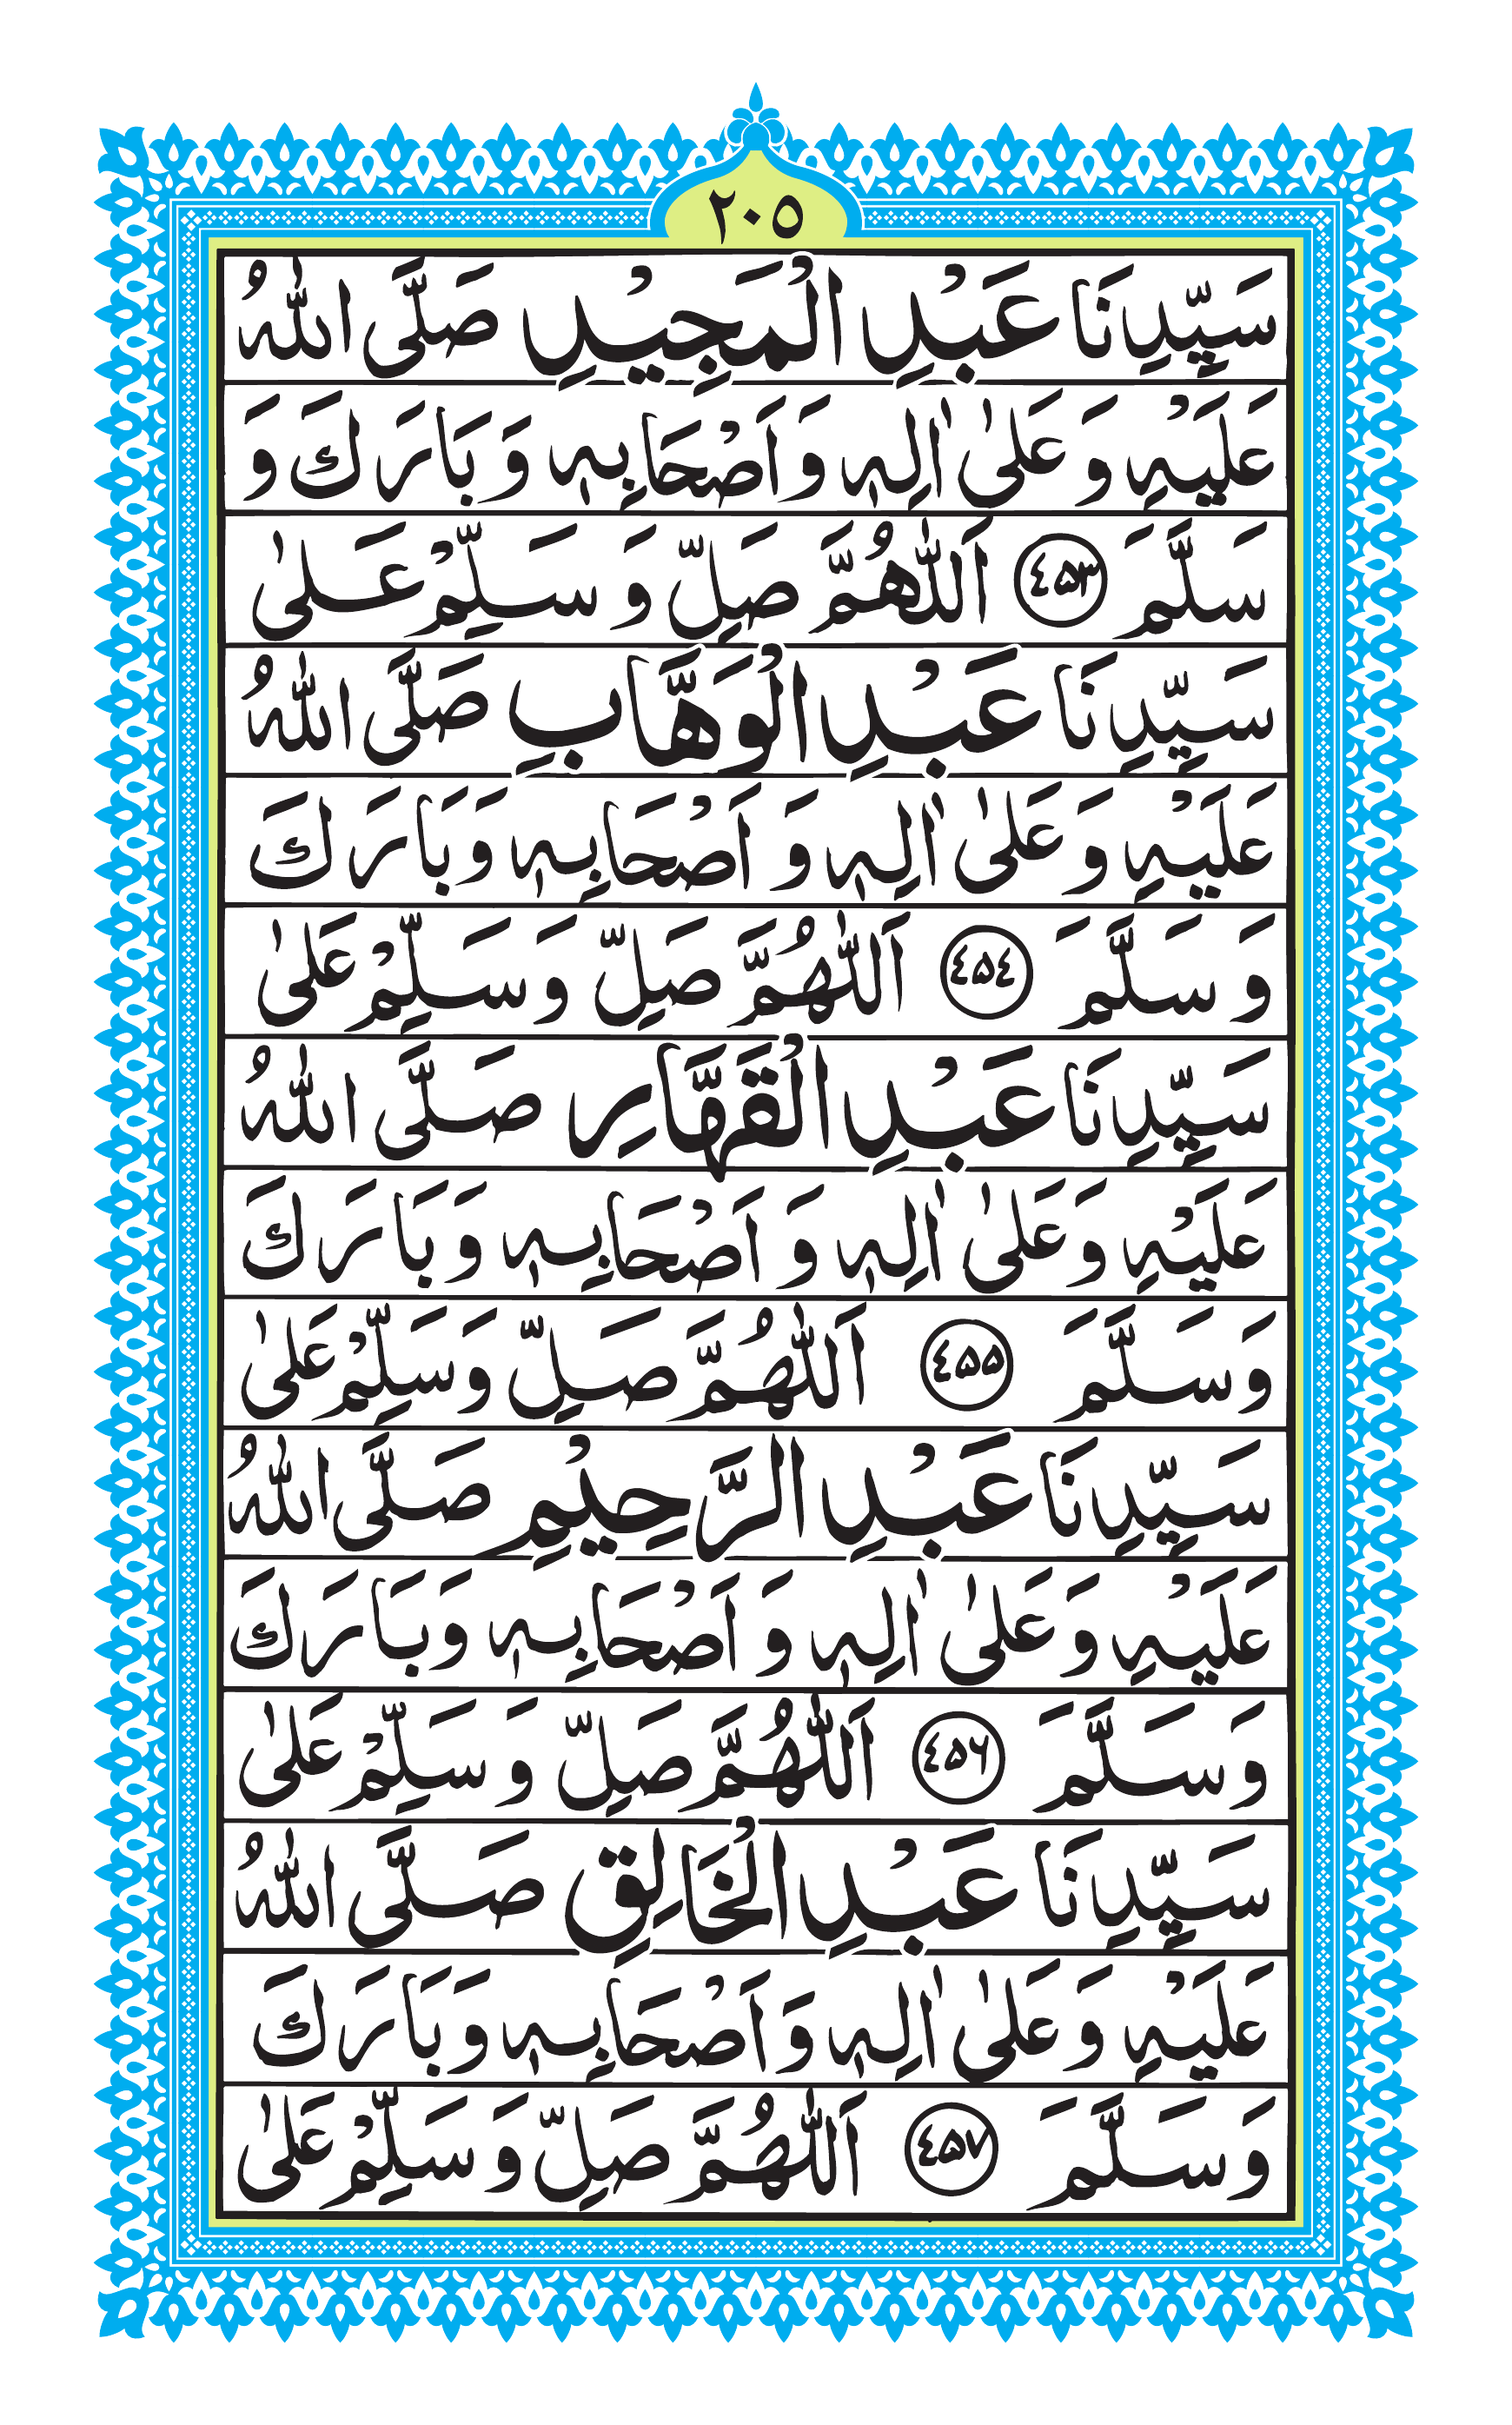 ٢٠٥
سَيِّدِنَا عَبْدِ الْمَجِيْدِ صَلَّى اللّٰهُ
عَلَيْهِ وَ عَلٰى اٰلِهٖ وَ اَصْحَابِهٖ وَ بَارَكَ وَ
سَلَّمَ ﴿٤٥٣﴾ اَللّٰهُمَّ صَلِّ وَ سَلِّمْ عَلٰى
سَيِّدِنَا عَبْدِ الْوَهَّابِ صَلَّى اللّٰهُ
عَلَيْهِ وَ عَلٰى اٰلِهٖ وَ اَصْحَابِهٖ وَ بَارَكَ
وَ سَلَّمَ ﴿٤٥٤﴾ اَللّٰهُمَّ صَلِّ وَ سَلِّمْ عَلٰى
سَيِّدِنَا عَبْدِ الْقَهَّارِ صَلَّى اللّٰهُ
عَلَيْهِ وَ عَلٰى اٰلِهٖ وَ اَصْحَابِهٖ وَ بَارَكَ
وَ سَلَّمَ ﴿٤٥٥﴾ اَللّٰهُمَّ صَلِّ وَ سَلِّمْ عَلٰى
سَيِّدِنَا عَبْدِ الرَّحِيْمِ صَلَّى اللّٰهُ
عَلَيْهِ وَ عَلٰى اٰلِهٖ وَ اَصْحَابِهٖ وَ بَارَكَ
وَ سَلَّمَ ﴿٤٥٦﴾ اَللّٰهُمَّ صَلِّ وَ سَلِّمْ عَلٰى
سَيِّدِنَا عَبْدِ الْخَالِقِ صَلَّى اللّٰهُ
عَلَيْهِ وَ عَلٰى اٰلِهٖ وَ اَصْحَابِهٖ وَ بَارَكَ
وَ سَلَّمَ ﴿٤٥٧﴾ اَللّٰهُمَّ صَلِّ وَ سَلِّمْ عَلٰى